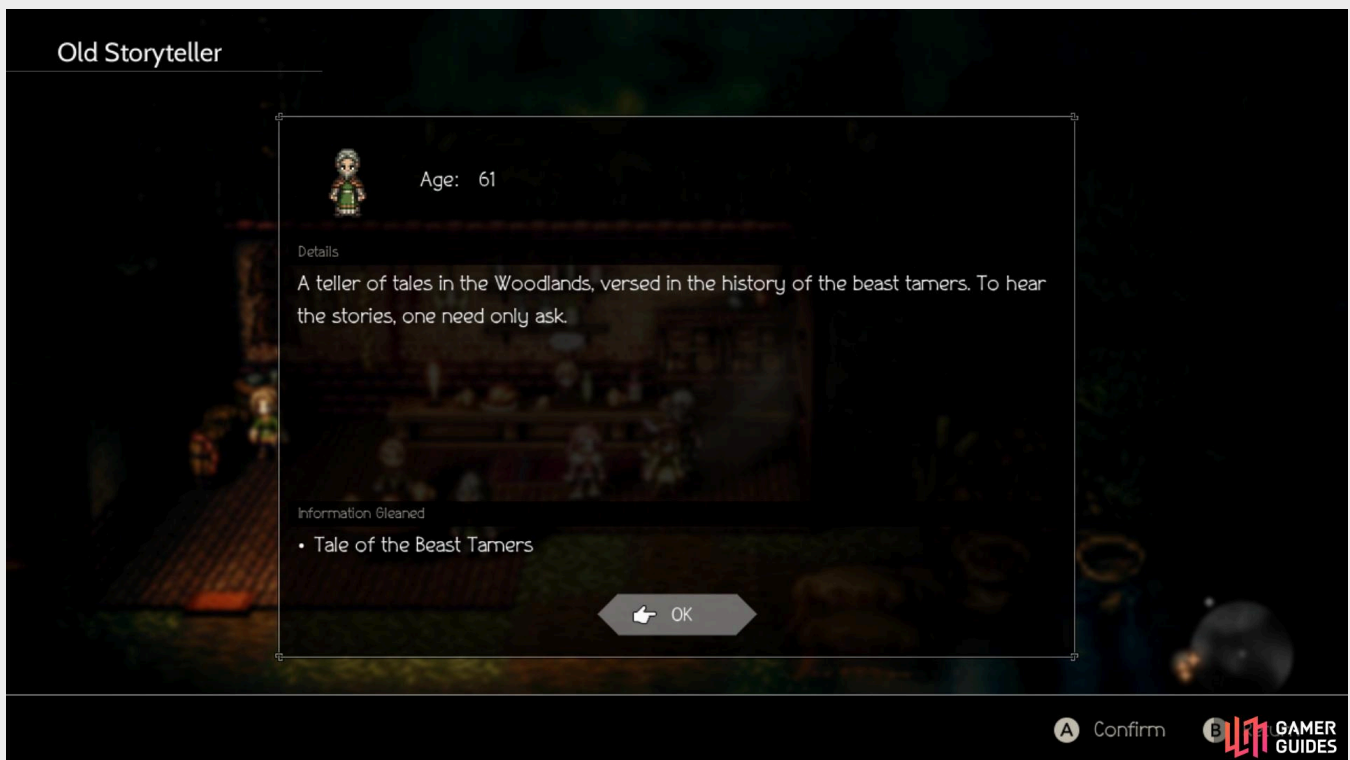 Old Storyteller
Age: 61
Details
A teller of tales in the Woodlands, versed in the history of the beast tamers. To hear
the stories, one need only ask.
Information Gleaned
• Tale of the Beast Tamers
OK
A Confirm
B
GAMER
GUIDES